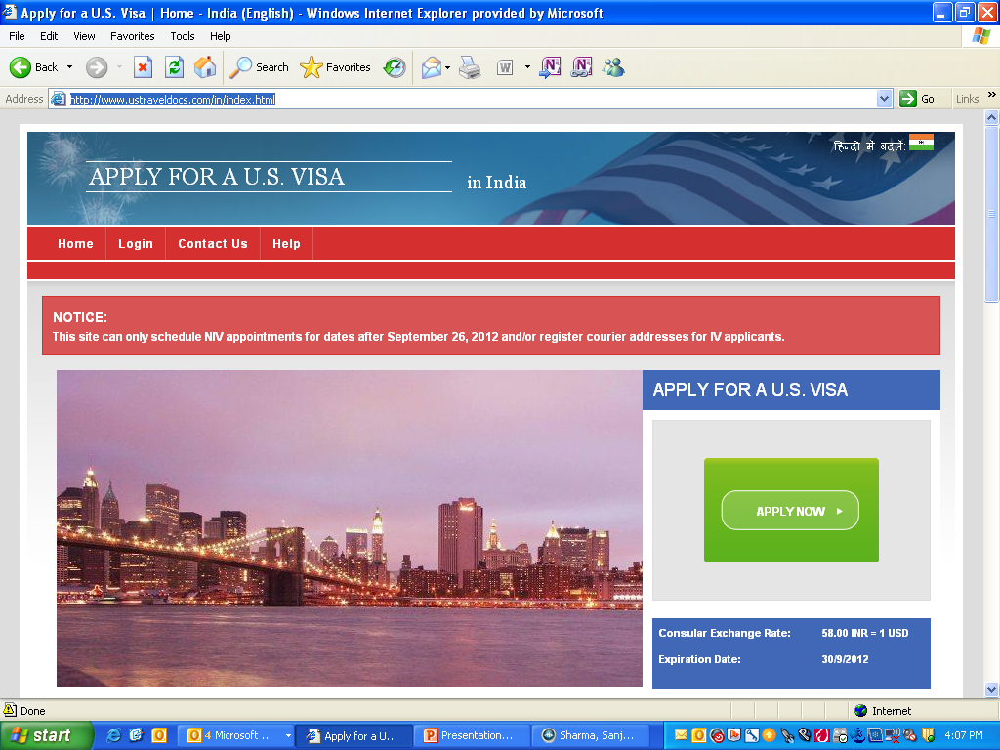 Apply for a U.S. Visa | Home - India (English) - Windows Internet Explorer provided by Microsoft
File Edit View Favorites Tools Help
Back Search Favorites
Address http://www.ustraveldocs.com/in/index.html Go Links »
हिन्दी में बदलें:
APPLY FOR A U.S. VISA in India
Home Login Contact Us Help
NOTICE:
This site can only schedule NIV appointments for dates after September 26, 2012 and/or register courier addresses for IV applicants.
APPLY FOR A U.S. VISA
APPLY NOW
Consular Exchange Rate: 58.00 INR = 1 USD
Expiration Date: 30/9/2012
Done Internet
start 4 Microsoft ... Apply for a U... Presentation... Sharma, Sanj... 4:07 PM